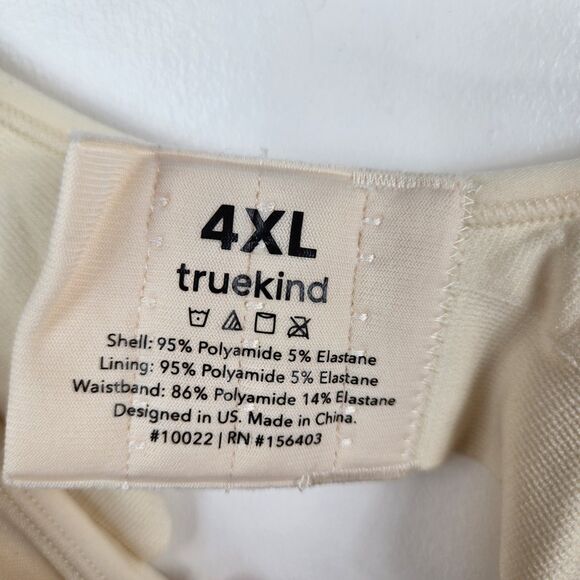 4XL
truekind
Shell: 95% Polyamide 5% Elastane
Lining: 95% Polyamide 5% Elastane
Waistband: 86% Polyamide 14% Elastane
Designed in US. Made in China.
#10022 | RN #156403